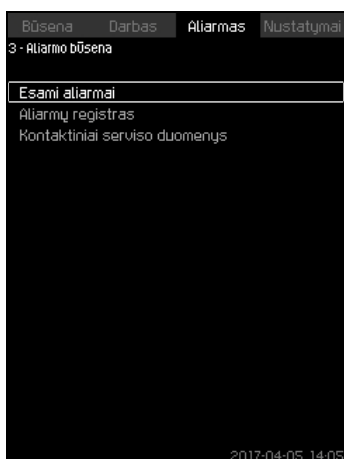 Būsena Darbas Aliarmas Nustatymai
3 - Aliarmo būsena
Esami aliarmai
Aliarmų registras
Kontaktiniai serviso duomenys
2017-04-05 14:05